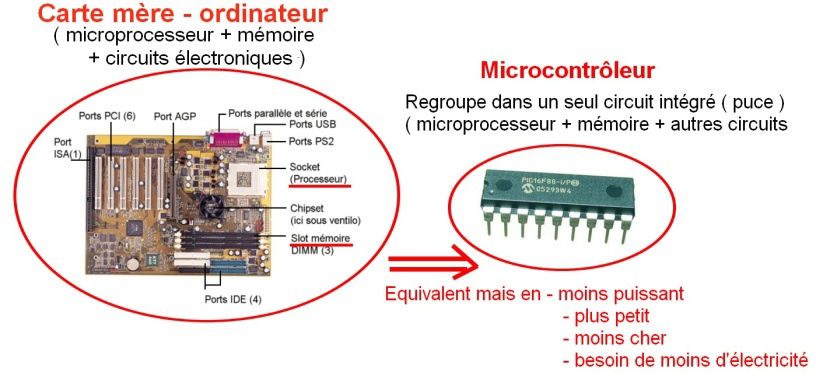 Carte mère - ordinateur
( microprocesseur + mémoire
+ circuits électroniques )
Ports PCI (6)
Port AGP
Ports parallèle et série
Ports USB
Ports PS2
Port
ISA(1)
Socket
(Processeur)
Chipset
(ici sous ventilo)
Slot mémoire
DIMM (3)
Ports IDE (4)
Microcontrôleur
Regroupe dans un seul circuit intégré ( puce )
( microprocesseur + mémoire + autres circuits
PIC16F88-I/P
05293W4
Equivalent mais en - moins puissant
- plus petit
- moins cher
- besoin de moins d'électricité